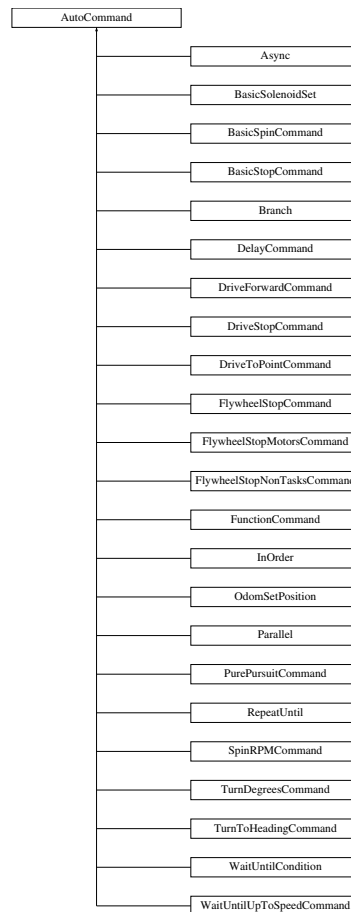 AutoCommand
Async
BasicSolenoidSet
BasicSpinCommand
BasicStopCommand
Branch
DelayCommand
DriveForwardCommand
DriveStopCommand
DriveToPointCommand
FlywheelStopCommand
FlywheelStopMotorsCommand
FlywheelStopNonTasksCommand
FunctionCommand
InOrder
OdomSetPosition
Parallel
PurePursuitCommand
RepeatUntil
SpinRPMCommand
TurnDegreesCommand
TurnToHeadingCommand
WaitUntilCondition
WaitUntilUpToSpeedCommand